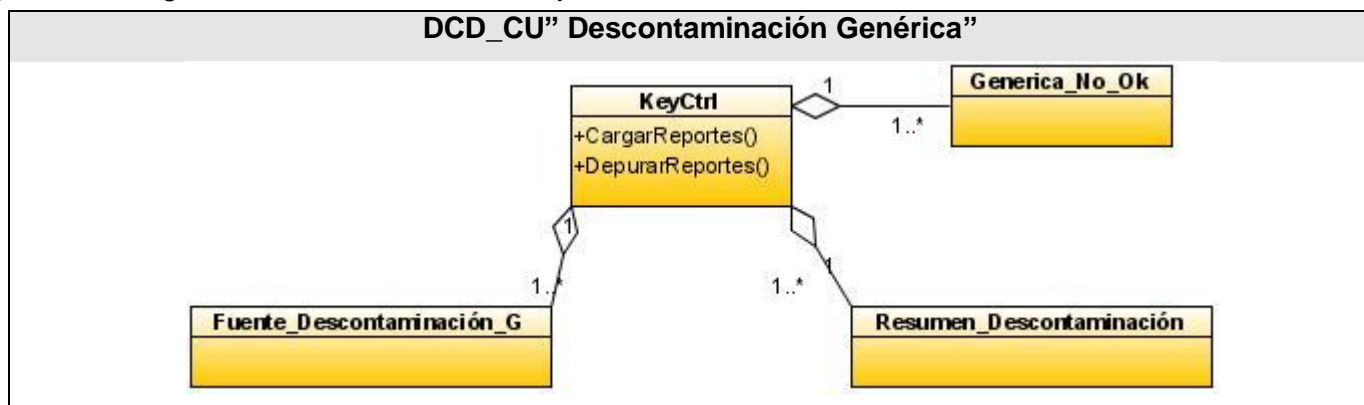 DCD_CU” Descontaminación Genérica”
Generica_No_Ok
1
KeyCtrl
1..*
+CargarReportes()
+DepurarReportes()
1
1
1..*
1..*
Fuente_Descontaminación_G
Resumen_Descontaminación